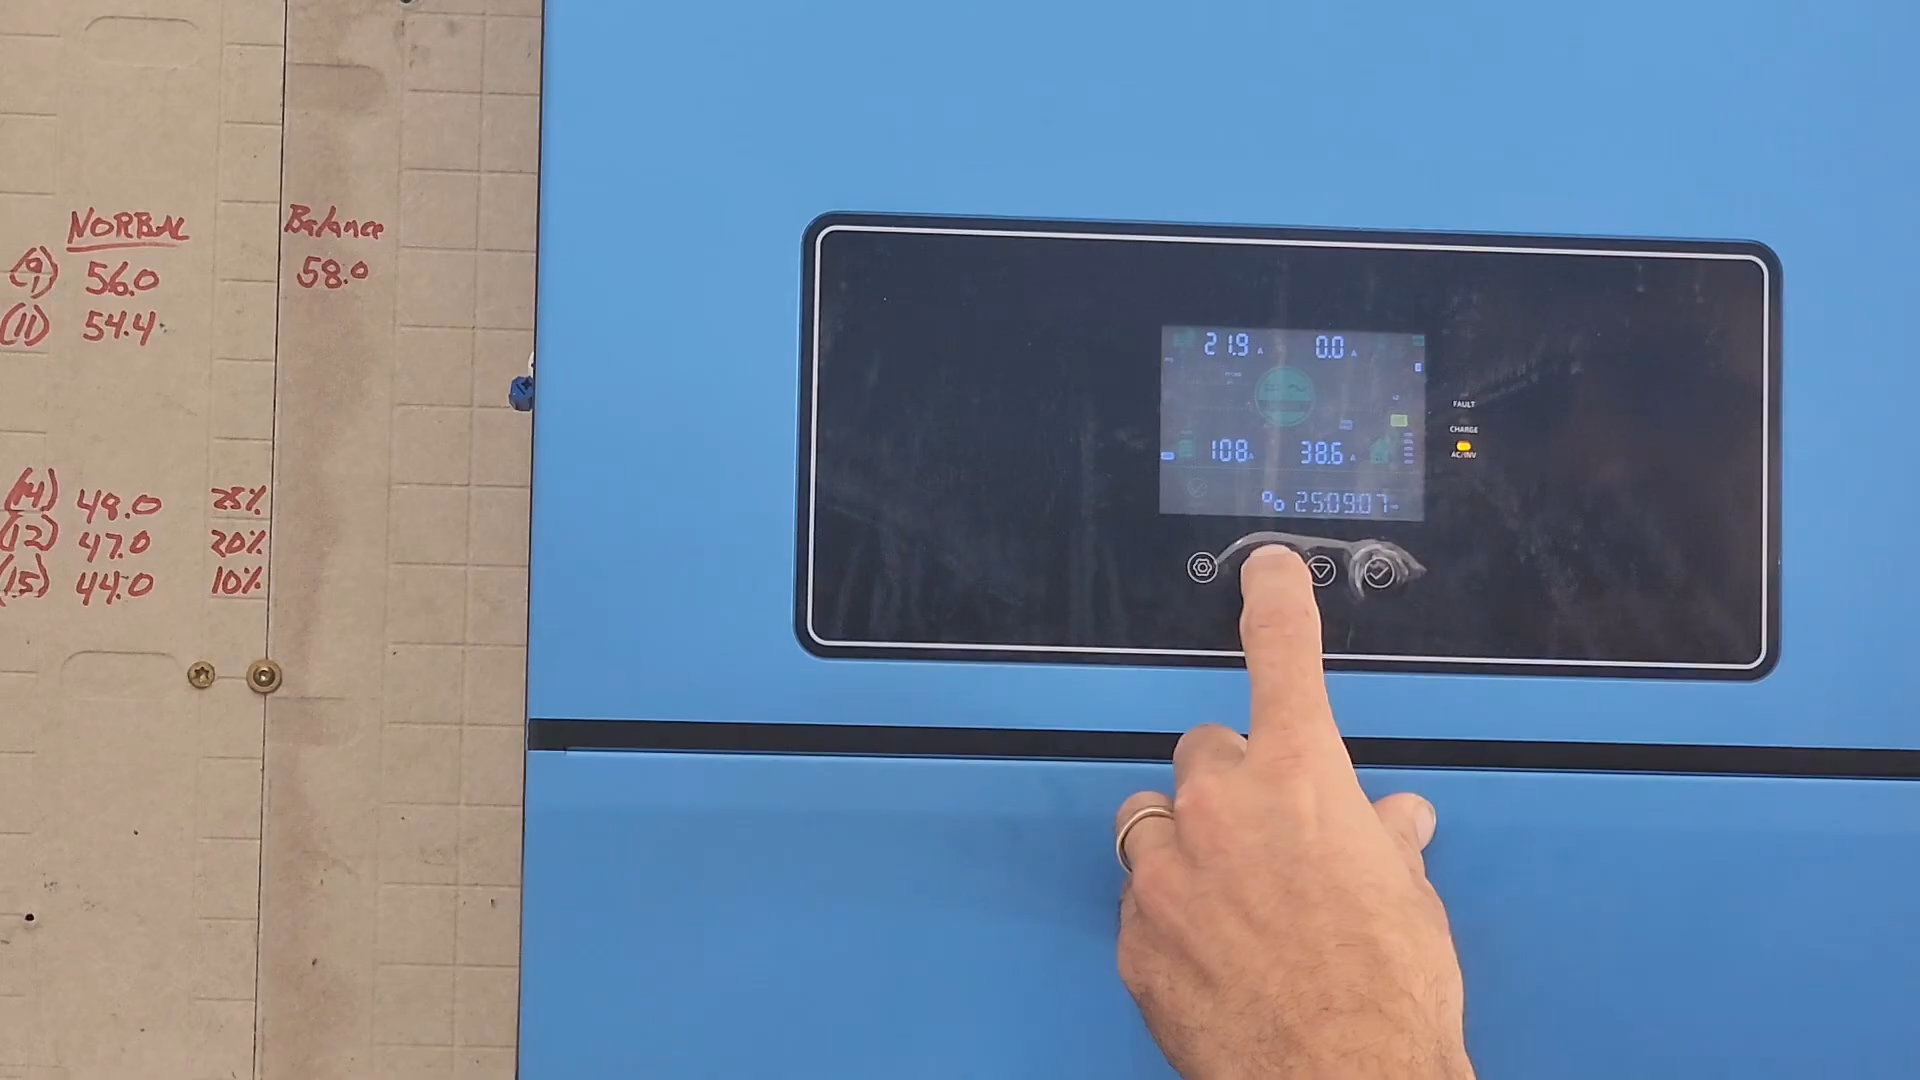 NORMAL
Balance
(9) 56.0
58.0
(11) 54.4
(14) 48.0 25%
(12) 47.0 20%
(15) 44.0 10%
21.9 A 0.0 A
108 A 38.6 A
25.09.07
FAULT
CHARGE
AC/INV